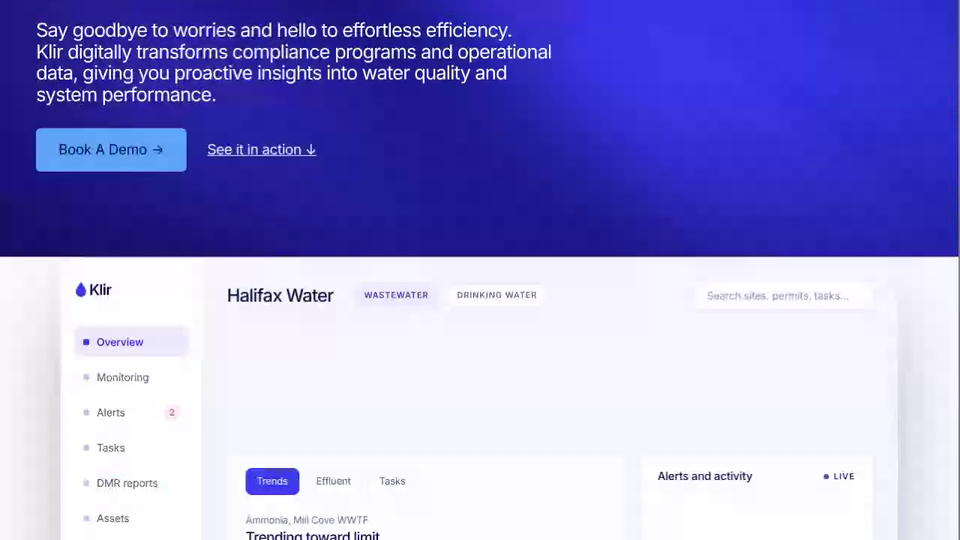 Say goodbye to worries and hello to effortless efficiency.
Klir digitally transforms compliance programs and operational
data, giving you proactive insights into water quality and
system performance.
Book A Demo →
See it in action ↓
Klir
Halifax Water
WASTEWATER
DRINKING WATER
Search sites, permits, tasks...
Overview
Monitoring
Alerts
2
Tasks
DMR reports
Assets
Trends
Effluent
Tasks
Alerts and activity
LIVE
Ammonia, Mill Cove WWTF
Trending toward limit